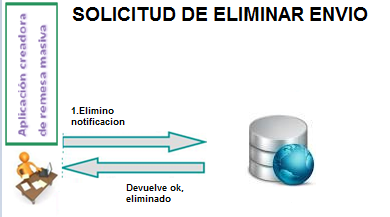 SOLICITUD DE ELIMINAR ENVIO
Aplicación creadora
de remesa masiva
1.Elimino
notificacion
Devuelve ok,
eliminado